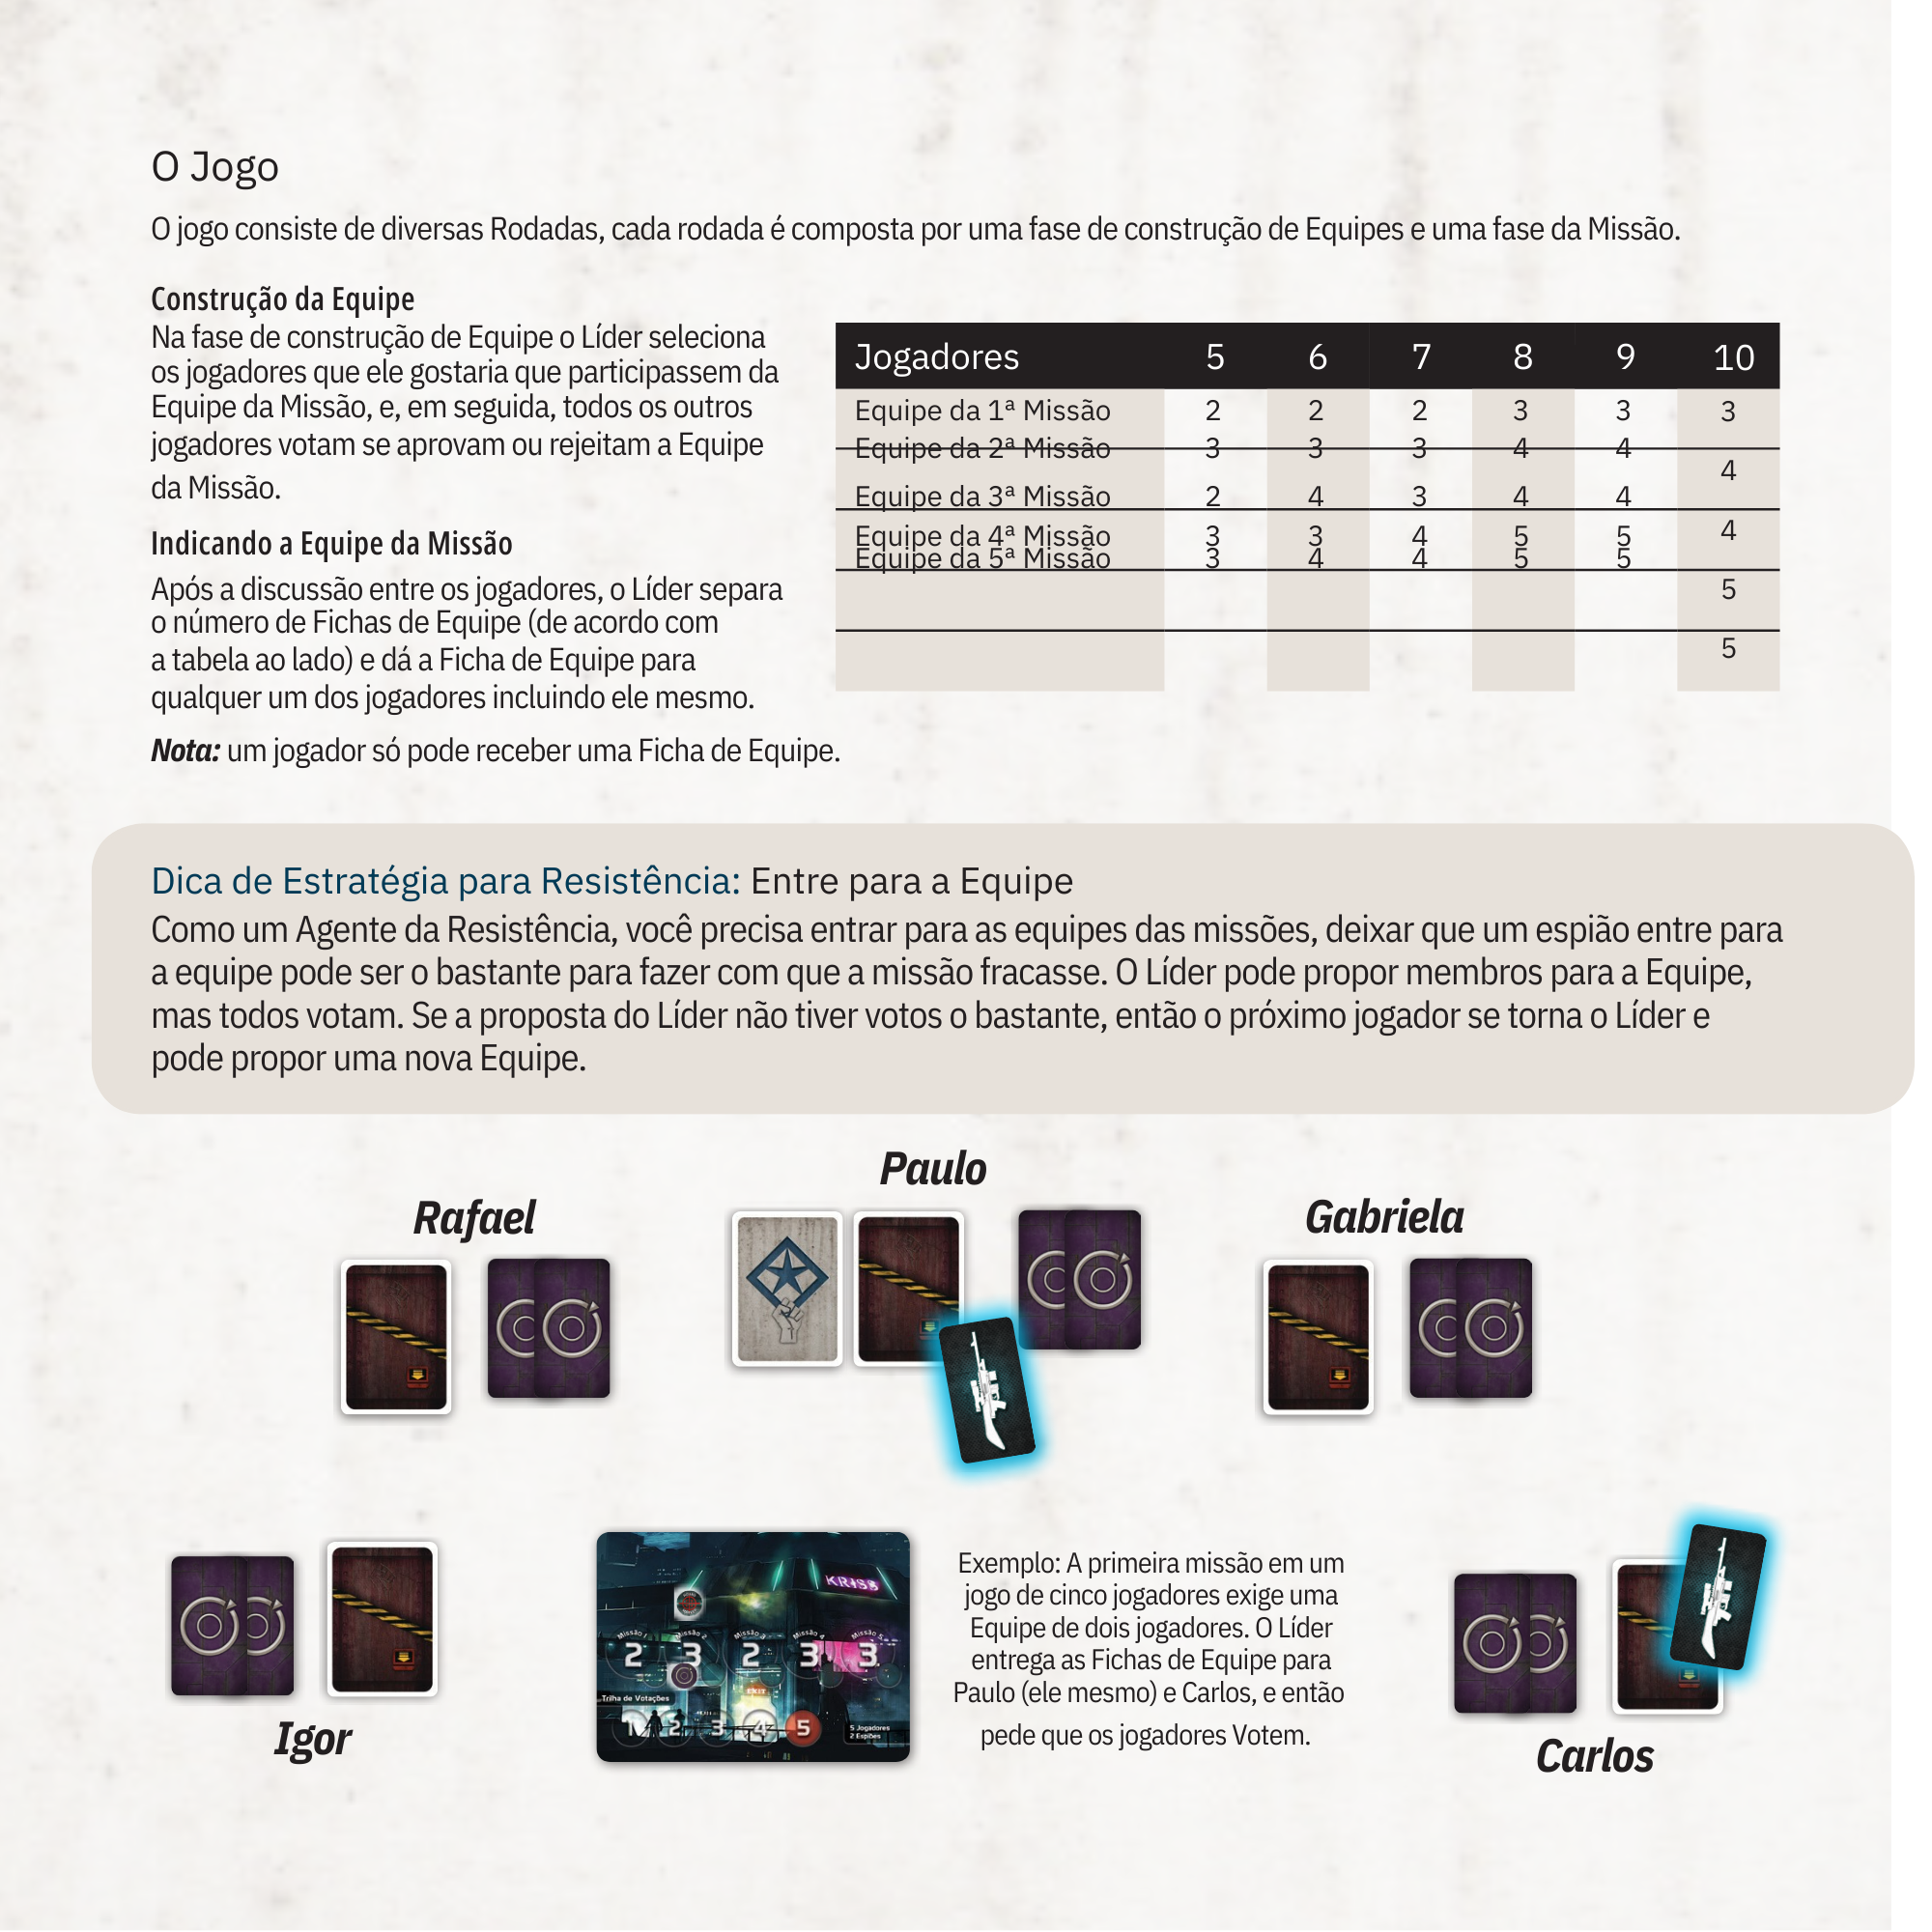 O Jogo
O jogo consiste de diversas Rodadas, cada rodada é composta por uma fase de construção de Equipes e uma fase da Missão.
Construção da Equipe
Na fase de construção de Equipe o Líder seleciona
os jogadores que ele gostaria que participassem da
Equipe da Missão, e, em seguida, todos os outros
jogadores votam se aprovam ou rejeitam a Equipe
da Missão.
Indicando a Equipe da Missão
Após a discussão entre os jogadores, o Líder separa
o número de Fichas de Equipe (de acordo com
a tabela ao lado) e dá a Ficha de Equipe para
qualquer um dos jogadores incluindo ele mesmo.
Nota: um jogador só pode receber uma Ficha de Equipe.
Jogadores 5 6 7 8 9 10
Equipe da 1ª Missão 2 2 2 3 3 3
Equipe da 2ª Missão 3 3 3 4 4 4
Equipe da 3ª Missão 2 4 3 4 4 4
Equipe da 4ª Missão 3 3 4 5 5 5
Equipe da 5ª Missão 3 4 4 5 5 5
Dica de Estratégia para Resistência: Entre para a Equipe
Como um Agente da Resistência, você precisa entrar para as equipes das missões, deixar que um espião entre para
a equipe pode ser o bastante para fazer com que a missão fracasse. O Líder pode propor membros para a Equipe,
mas todos votam. Se a proposta do Líder não tiver votos o bastante, então o próximo jogador se torna o Líder e
pode propor uma nova Equipe.
Paulo
Rafael
Gabriela
KRISS
Missão 1 Missão 2 Missão 3 Missão 4 Missão 5
2 3 2 3 3
EXIT
Trilha de Votações
1 2 3 4 5
5 Jogadores
2 Espiões
Exemplo: A primeira missão em um
jogo de cinco jogadores exige uma
Equipe de dois jogadores. O Líder
entrega as Fichas de Equipe para
Paulo (ele mesmo) e Carlos, e então
pede que os jogadores Votem.
Igor
Carlos